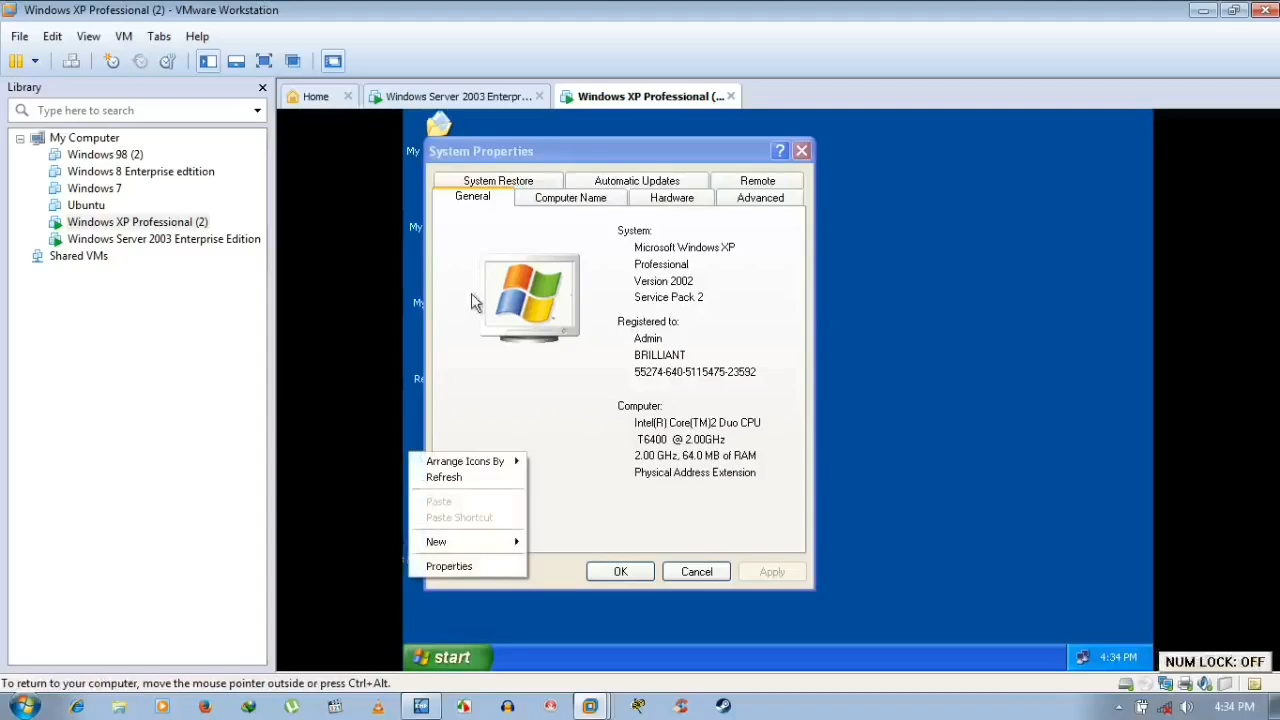 Windows XP Professional (2) - VMware Workstation
File Edit View VM Tabs Help
Library
Type here to search
My Computer
Windows 98 (2)
Windows 8 Enterprise edtition
Windows 7
Ubuntu
Windows XP Professional (2)
Windows Server 2003 Enterprise Edition
Shared VMs
Home
Windows Server 2003 Enterpr...
Windows XP Professional (...
My
My
My
Re
System Properties
System Restore Automatic Updates Remote
General Computer Name Hardware Advanced
System:
Microsoft Windows XP
Professional
Version 2002
Service Pack 2
Registered to:
Admin
BRILLIANT
55274-640-5115475-23592
Computer:
Intel(R) Core(TM)2 Duo CPU
T6400 @ 2.00GHz
2.00 GHz, 64.0 MB of RAM
Physical Address Extension
Arrange Icons By
Refresh
Paste
Paste Shortcut
New
Properties
OK Cancel Apply
start
4:34 PM
NUM LOCK: OFF
To return to your computer, move the mouse pointer outside or press Ctrl+Alt.
4:34 PM